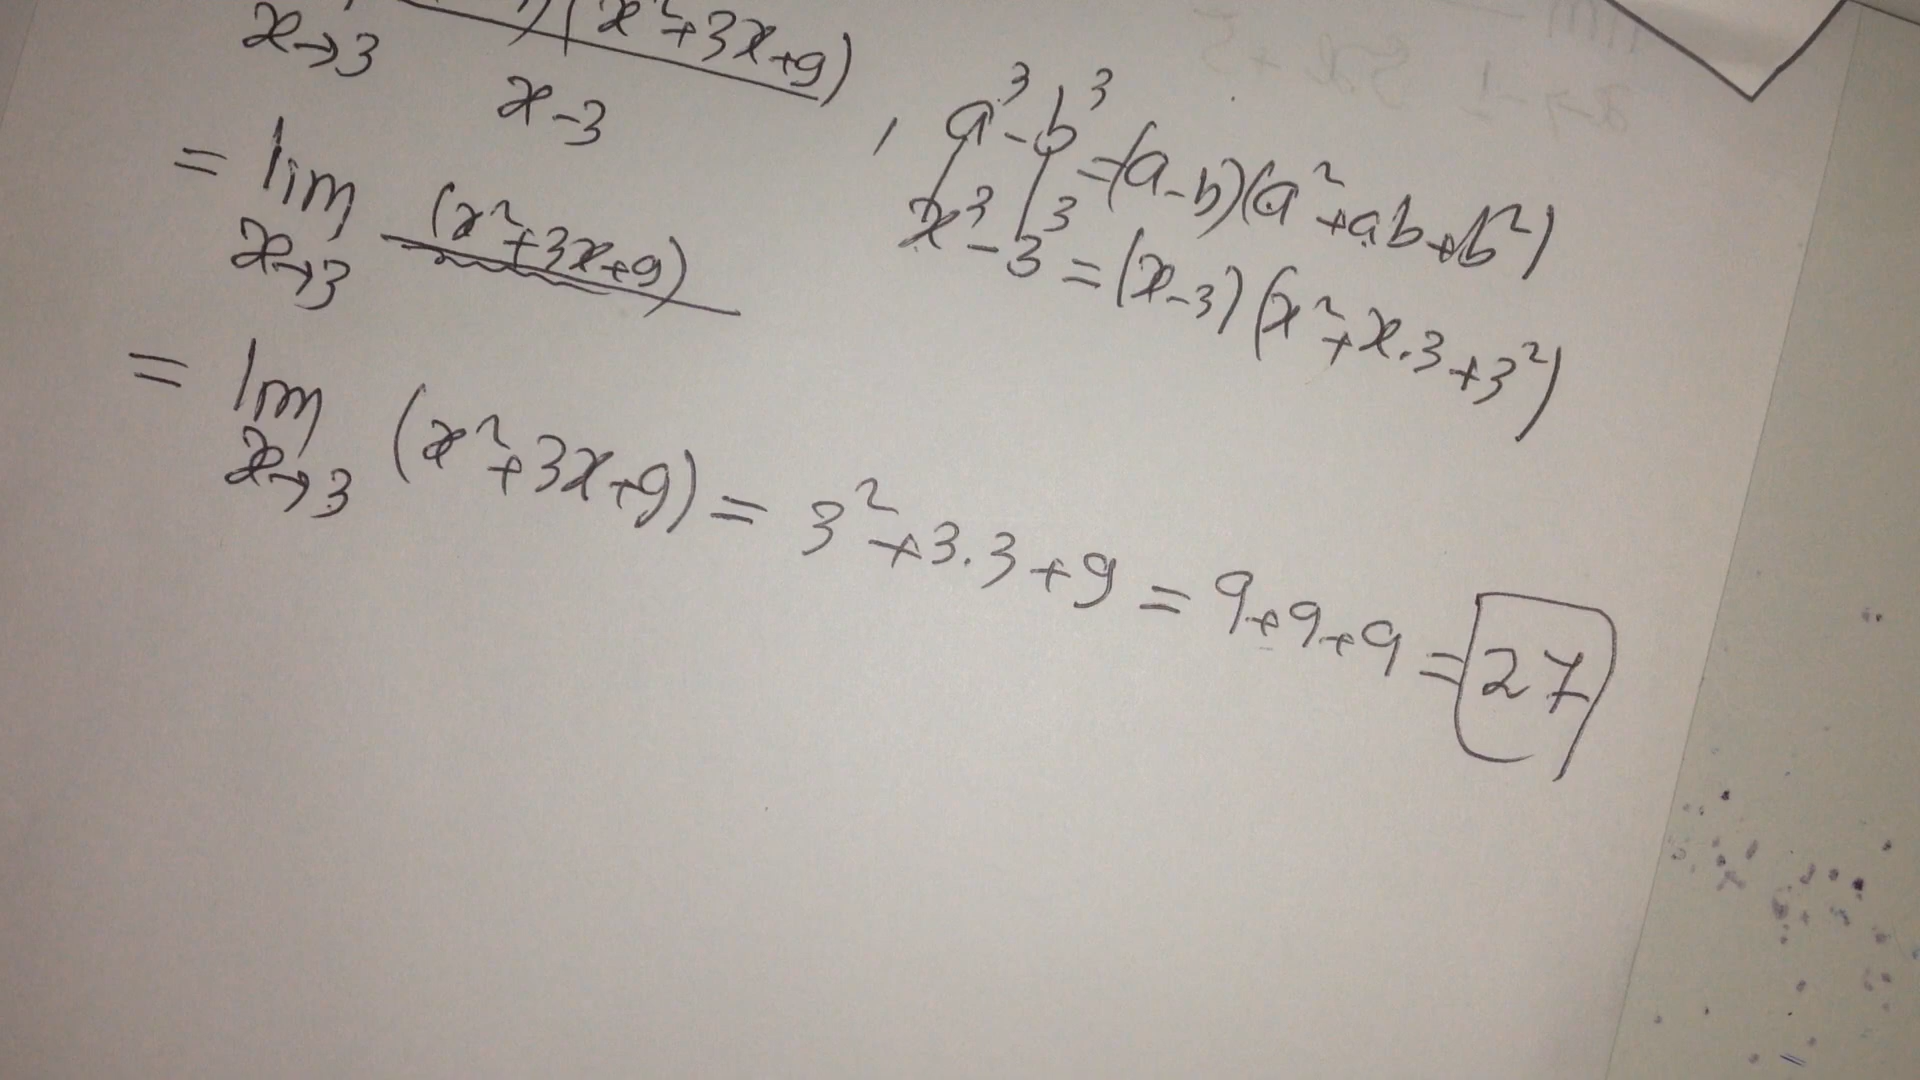 )(x²+3x+9)
x→3 x-3
, a³-b³=(a-b)(a²+ab+b²)
= lim (x²+3x+9)
x→3
x³-3³=(x-3)(x²+x.3+3²)
= lim (x²+3x+9) = 3²+3.3+9 = 9+9+9 = 27
x→3